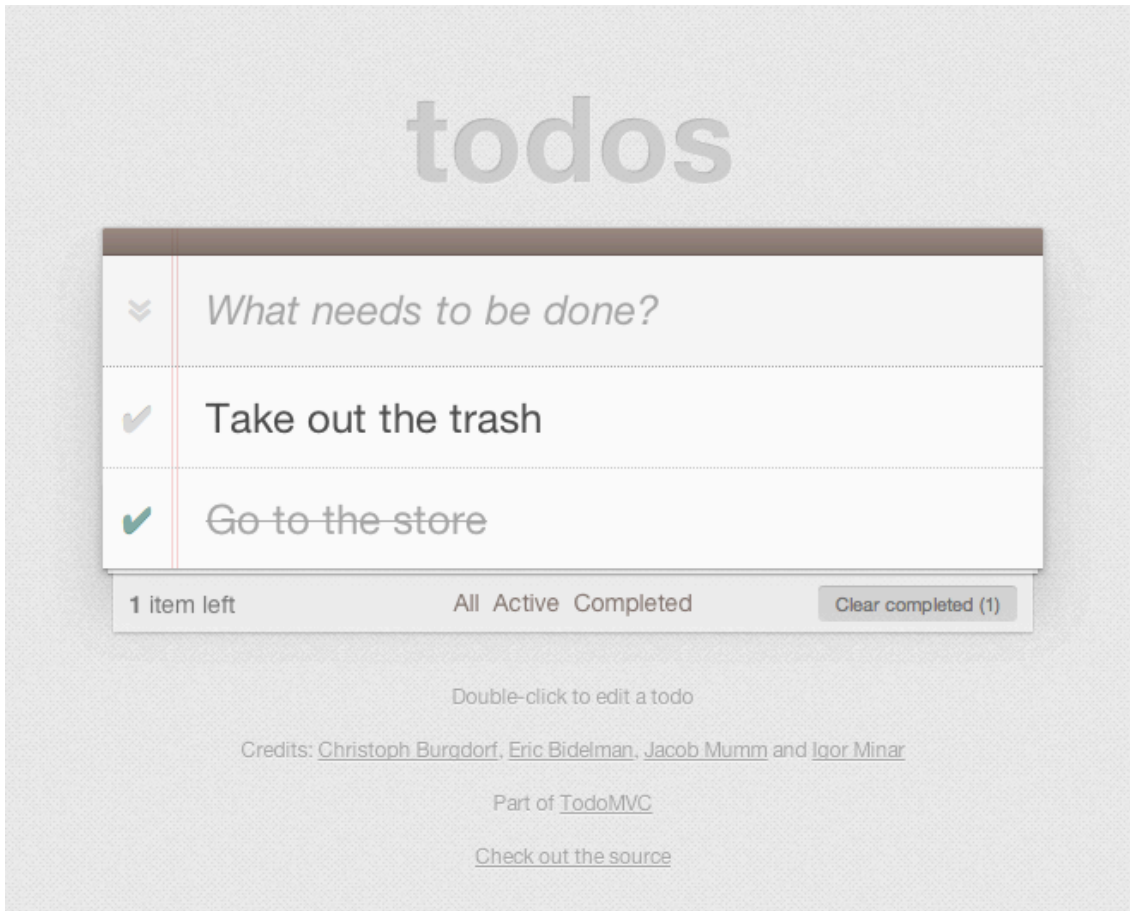 todos
What needs to be done?
Take out the trash
Go to the store
1 item left All Active Completed Clear completed (1)
Double-click to edit a todo
Credits: Christoph Burgdorf, Eric Bidelman, Jacob Mumm and Igor Minar
Part of TodoMVC
Check out the source